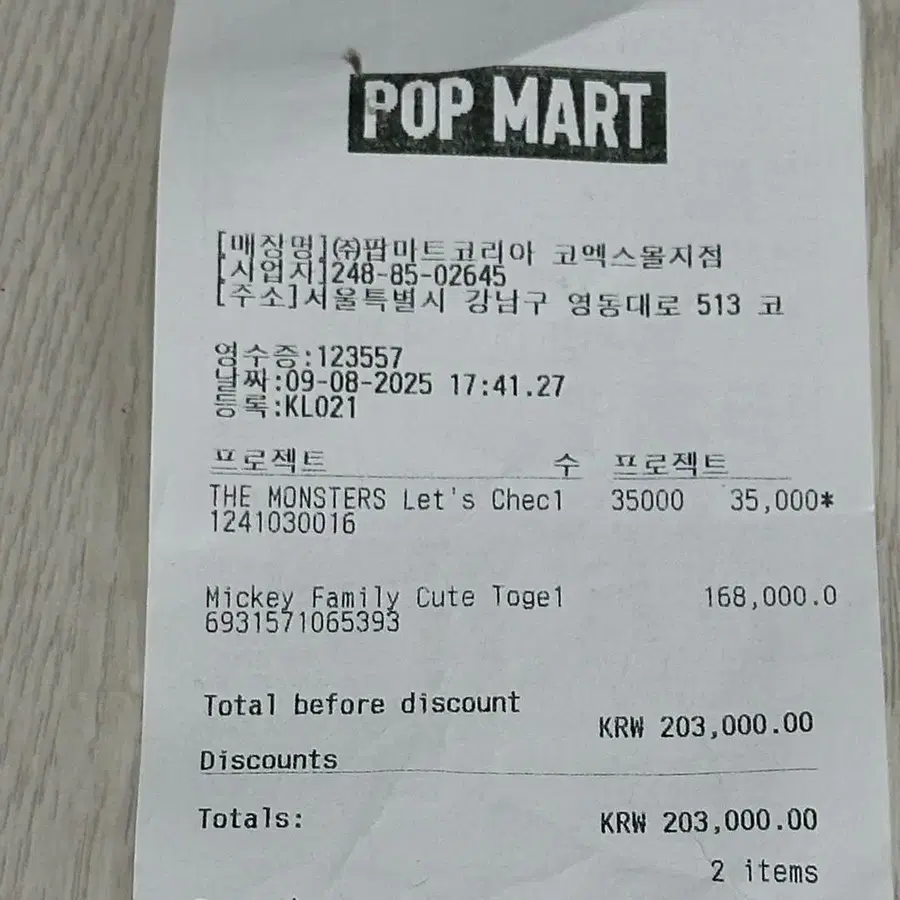 POP MART
[매장명](주)팝마트코리아 코엑스몰지점
[사업자]248-85-02645
[주소]서울특별시 강남구 영동대로 513 코
영수증:123557
날짜:09-08-2025 17:41.27
등록:KL021
프로젝트 수 프로젝트
THE MONSTERS Let's Chec1 35000 35,000*
1241030016
Mickey Family Cute Toge1 168,000.0
6931571065393
Total before discount
KRW 203,000.00
Discounts
Totals: KRW 203,000.00
2 items